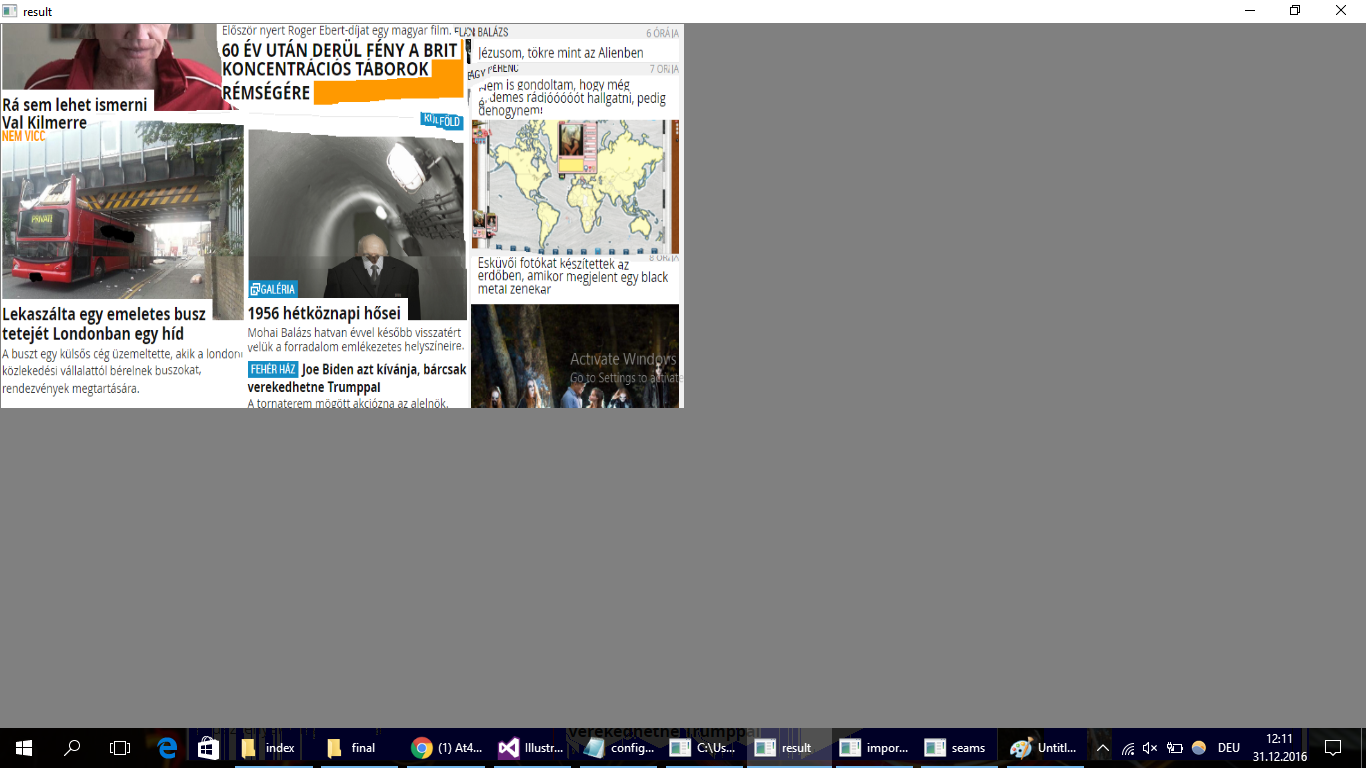 result
Először nyert Roger Ebert-díjat egy magyar film.
60 ÉV UTÁN DERÜL FÉNY A BRIT
KONCENTRÁCIÓS TÁBOROK
RÉMSÉGÉRE
KÜLFÖLD
Rá sem lehet ismerni
Val Kilmerre
NEM VICC
PRIVATE
Lekaszálta egy emeletes busz
tetejét Londonban egy híd
A buszt egy külsős cég üzemeltette, akik a
közlekedési vállalattól bérelnek buszokat,
rendezvények megtartására.
GALÉRIA
1956 hétköznapi hősei
Mohai Balázs hatvan évvel később visszatért
velük a forradalom emlékezetes helyszíneire.
FEHÉR HÁZ Joe Biden azt kívánja, bárcsak
verekedhetne Trumppal
A tornaterem mögött akciózna az alelnök.
BALÁZS 6 ÓRÁJA
Jézusom, tökre mint az Alienben
FERENC 7 ÓRÁJA
Nem is gondoltam, hogy még
rádióóóóót hallgatni, pedig
dehogynem!
8 ÓRÁJA
Esküvői fotókat készítettek az
erdőben, amikor megjelent egy black
metal zenekar
Activate Windows
Go to Settings to activate
verekedhetne Trumppal
index
final
(1) At4...
Illustr...
config...
C:\Us...
result
impor...
seams
Untitl...
DEU
12:11
31.12.2016